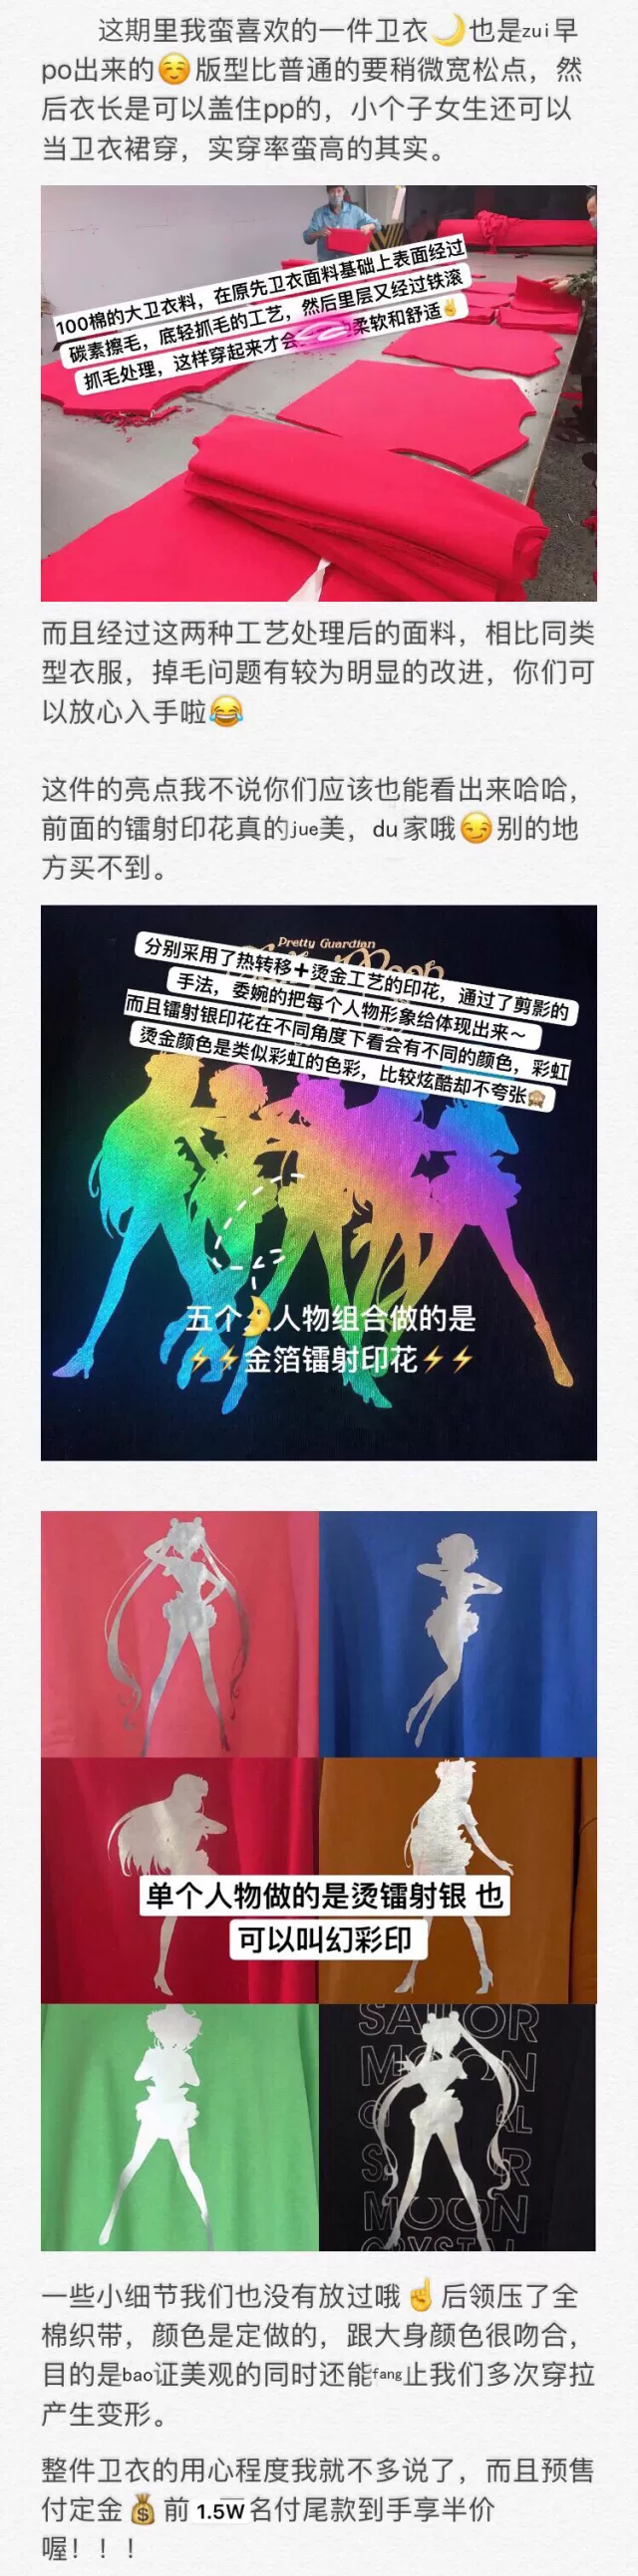 这期里我蛮喜欢的一件卫衣🌙也是zui早
po出来的☺️版型比普通的要稍微宽松点，然
后衣长是可以盖住pp的，小个子女生还可以
当卫衣裙穿，实穿率蛮高的其实。
100棉的大卫衣料，在原先卫衣面料基础上表面经过
碳素擦毛，底轻抓毛的工艺，然后里层又经过铁滚
抓毛处理，这样穿起来才会柔软和舒适✌️
而且经过这两种工艺处理后的面料，相比同类
型衣服，掉毛问题有较为明显的改进，你们可
以放心入手啦😂
这件的亮点我不说你们应该也能看出来哈哈，
前面的镭射印花真的jue美，du家哦😏别的地
方买不到。
Pretty Guardian
分别采用了热转移➕烫金工艺的印花，通过了剪影的
手法，委婉的把每个人物形象给体现出来～
而且镭射银印花在不同角度下看会有不同的颜色，彩虹
烫金颜色是类似彩虹的色彩，比较炫酷却不夸张🙈
五个🌛人物组合做的是
⚡⚡金箔镭射印花⚡⚡
单个人物做的是烫镭射银 也
可以叫幻彩印
SAILOR
MOON
MOON
CRYSTAL
一些小细节我们也没有放过哦☝️后领压了全
棉织带，颜色是定做的，跟大身颜色很吻合，
目的是bao证美观的同时还能fang止我们多次穿拉
产生变形。
整件卫衣的用心程度我就不多说了，而且预售
付定金💰前1.5W名付尾款到手享半价
喔！！！